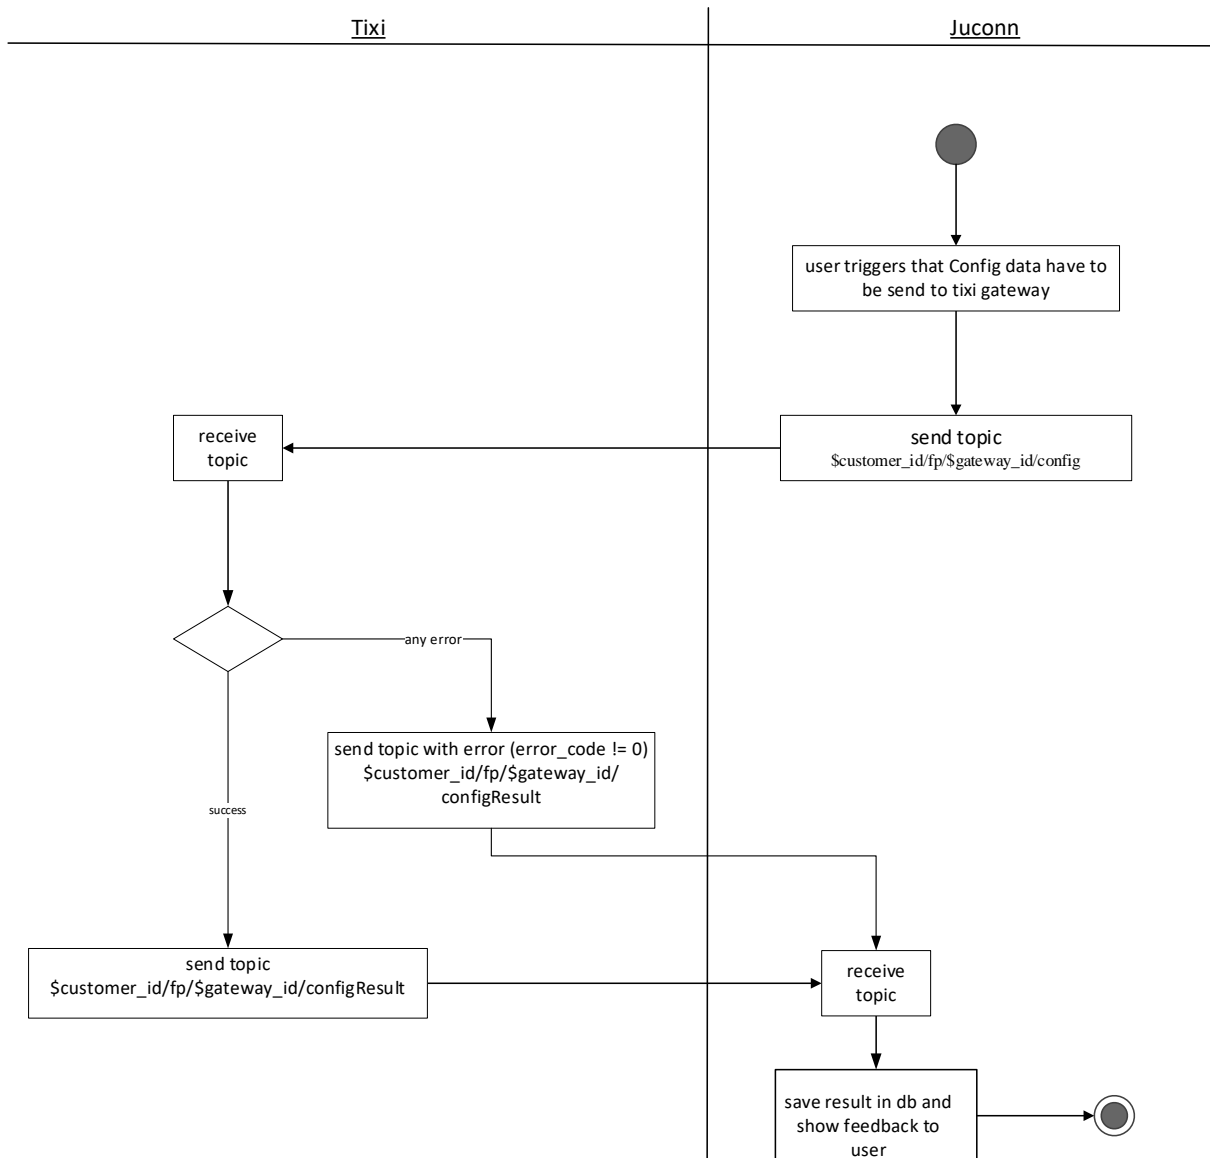 Tixi
Juconn
user triggers that Config data have to
be send to tixi gateway
send topic
$customer_id/fp/$gateway_id/config
receive
topic
any error
send topic with error (error_code != 0)
$customer_id/fp/$gateway_id/
configResult
success
send topic
$customer_id/fp/$gateway_id/configResult
receive
topic
save result in db and
show feedback to
user